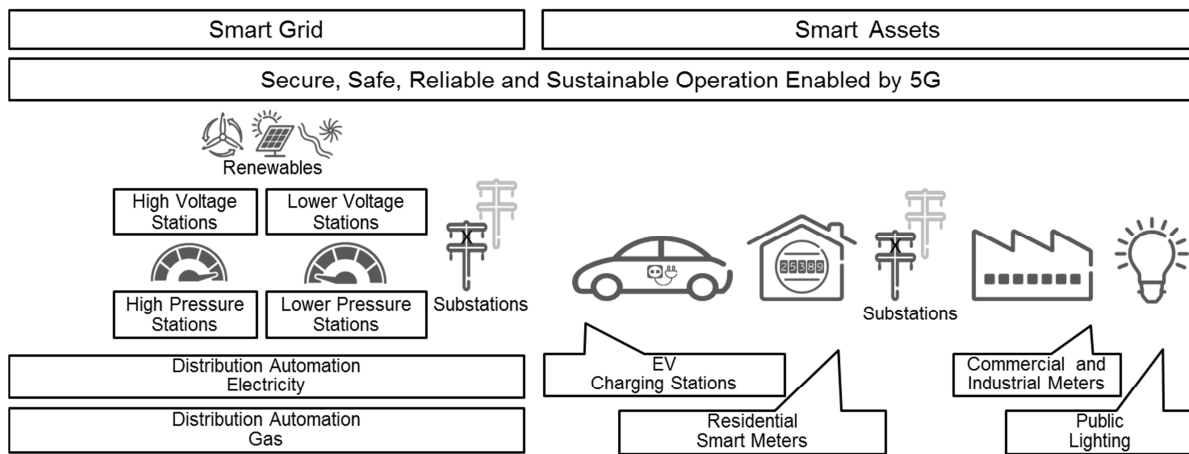 Smart Grid
Smart Assets
Secure, Safe, Reliable and Sustainable Operation Enabled by 5G
Renewables
High Voltage
Stations
Lower Voltage
Stations
High Pressure
Stations
Lower Pressure
Stations
X
Substations
25389
X
Substations
Distribution Automation
Electricity
Distribution Automation
Gas
EV
Charging Stations
Residential
Smart Meters
Commercial and
Industrial Meters
Public
Lighting